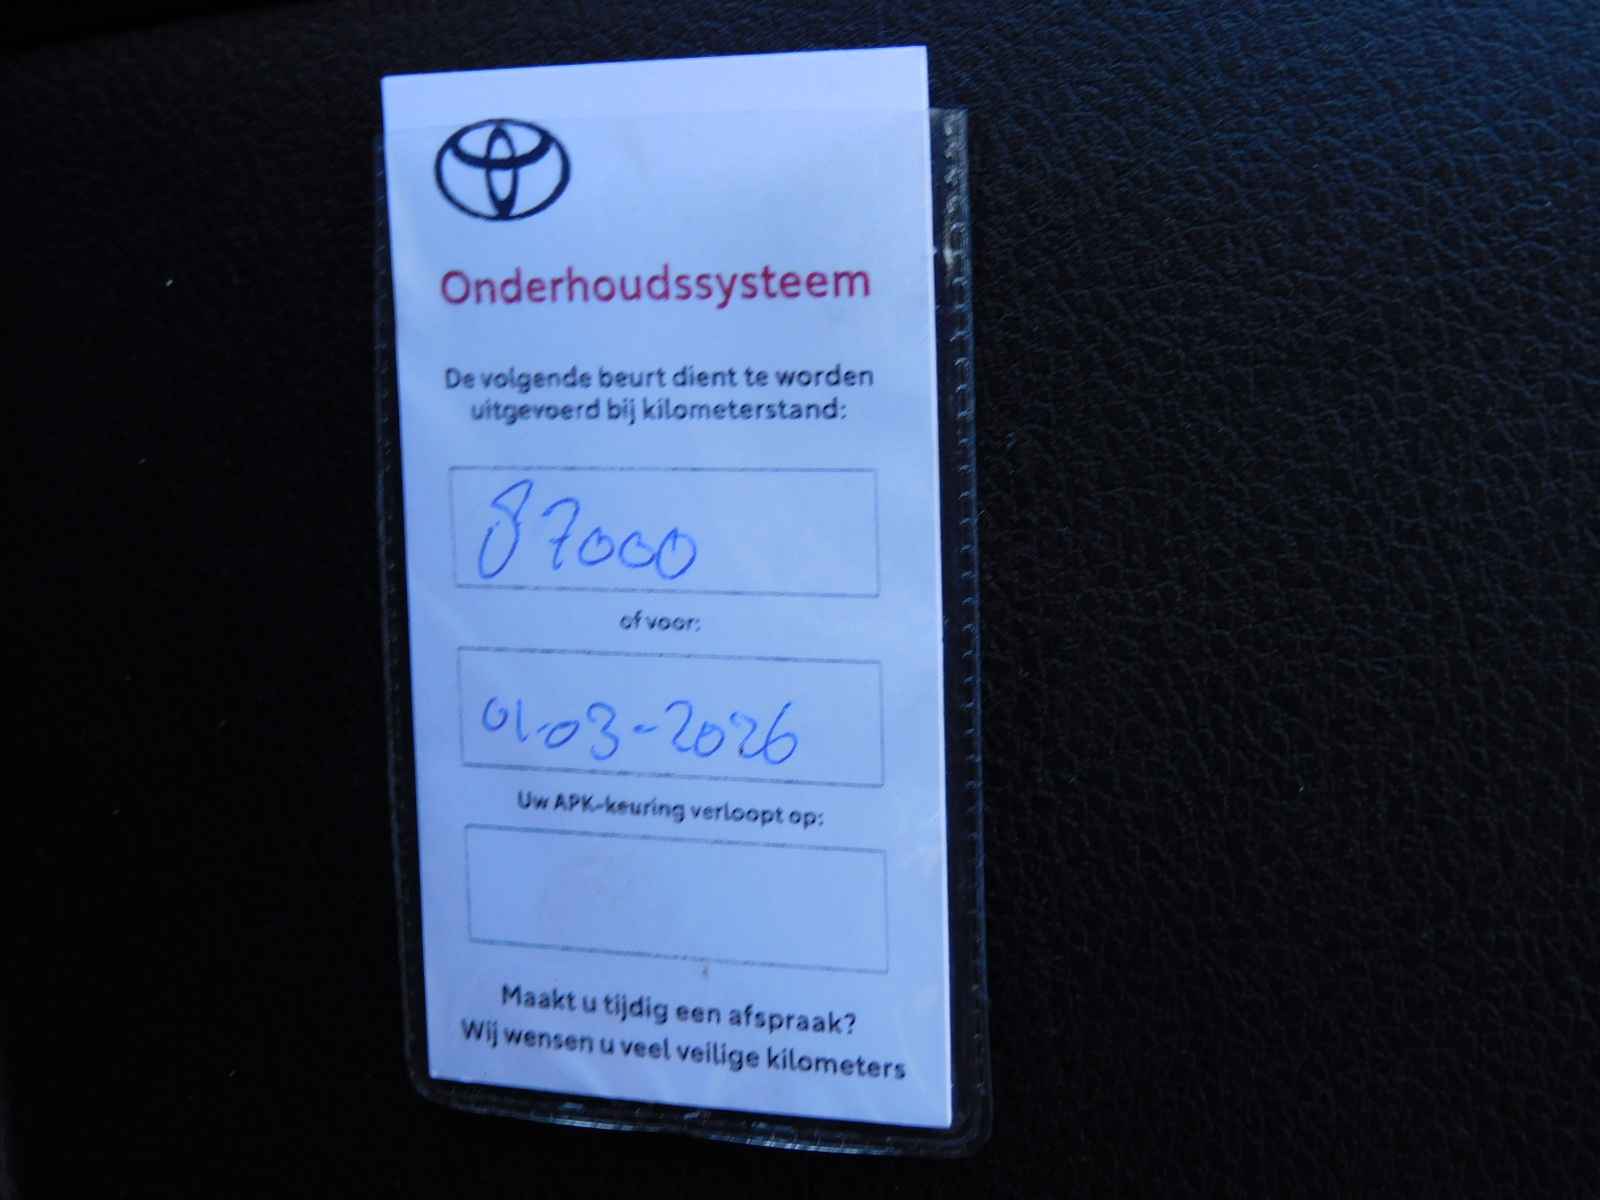 Onderhoudssysteem
De volgende beurt dient te worden
uitgevoerd bij kilometerstand:
87000
of voor:
01-03-2026
Uw APK-keuring verloopt op:
Maakt u tijdig een afspraak?
Wij wensen u veel veilige kilometers